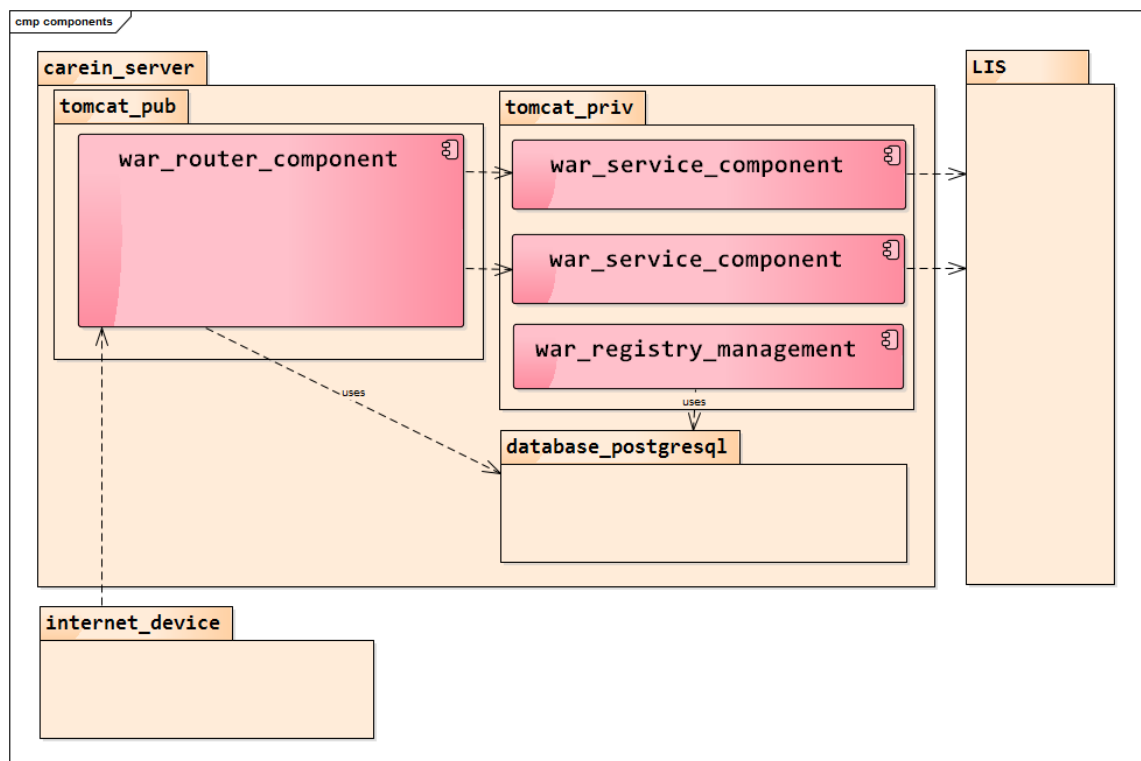 cmp components
carein_server
LIS
tomcat_pub
tomcat_priv
war_router_component
war_service_component
war_service_component
war_registry_management
uses
uses
database_postgresql
internet_device